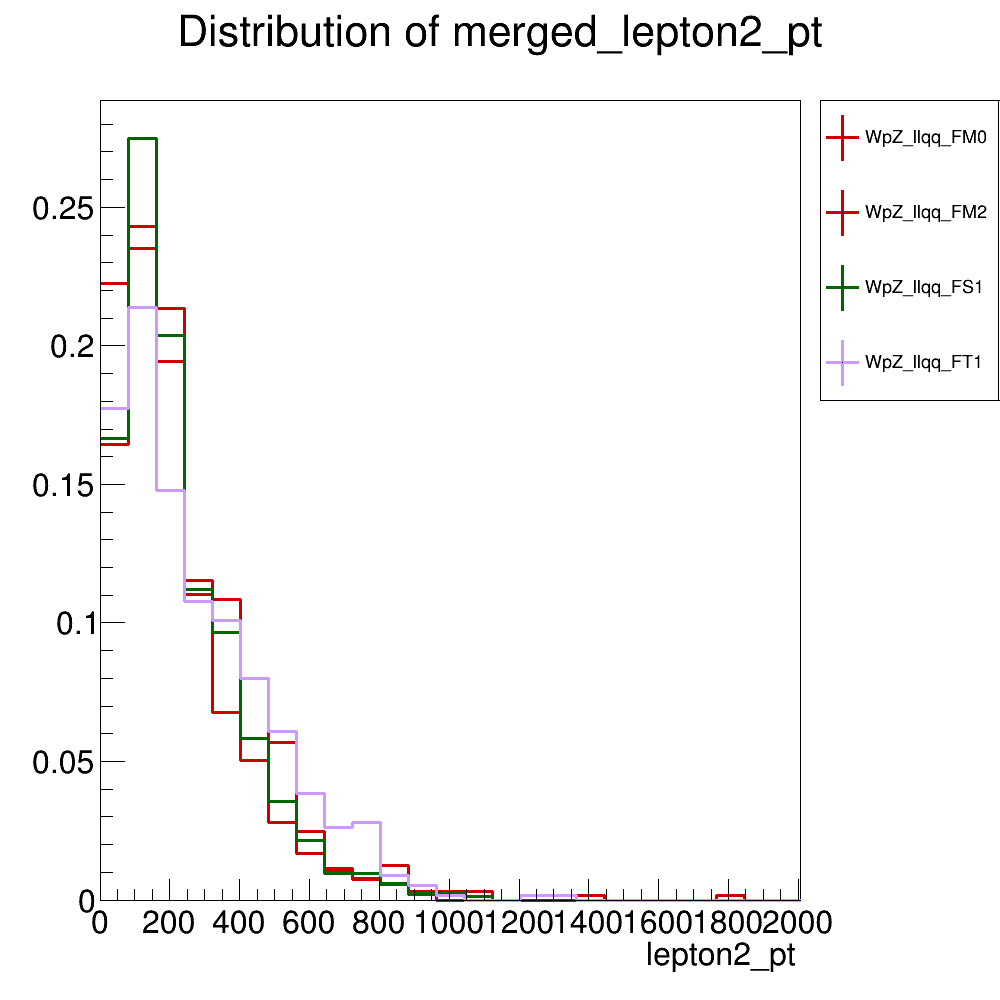 Distribution of merged_lepton2_pt
WpZ_llqq_FM0
WpZ_llqq_FM2
WpZ_llqq_FS1
WpZ_llqq_FT1
0.25
0.2
0.15
0.1
0.05
0
0 200 400 600 800 1000 1200 1400 1600 1800 2000
lepton2_pt